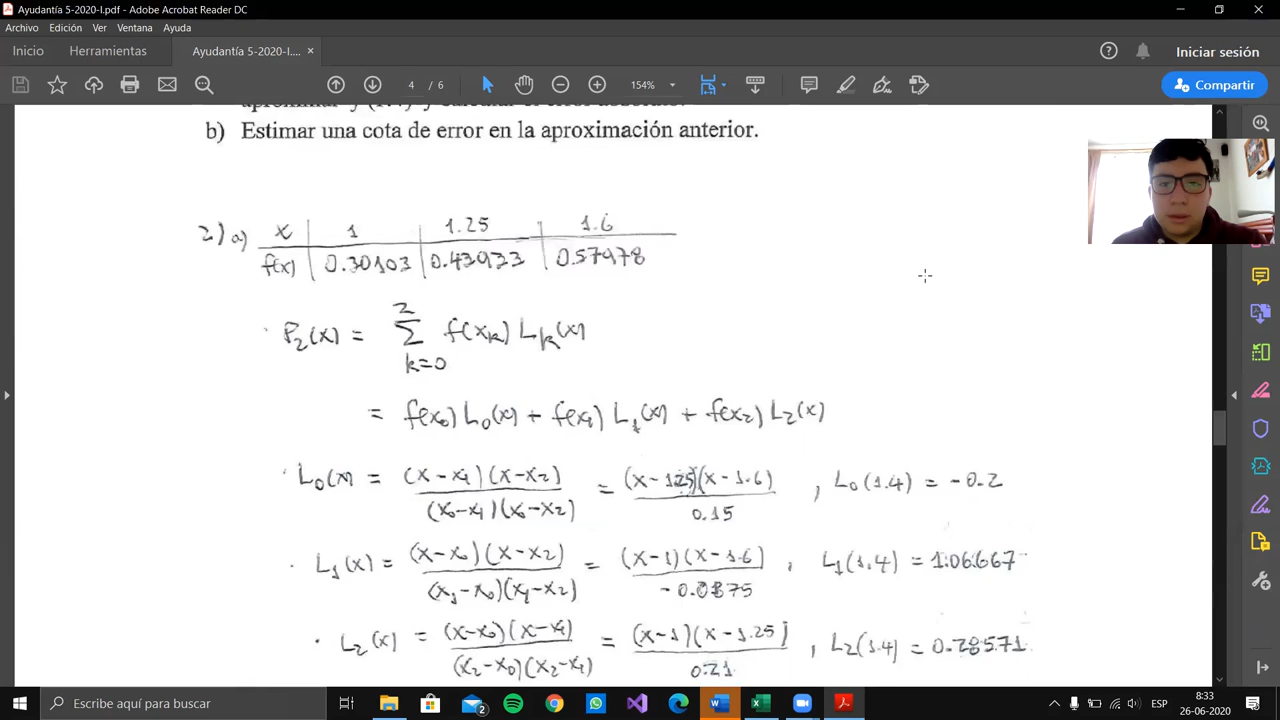 Ayudantía 5-2020-I.pdf - Adobe Acrobat Reader DC
Archivo Edición Ver Ventana Ayuda
Inicio Herramientas Ayudantía 5-2020-I.... × Iniciar sesión
4 / 6 154% Compartir
b) Estimar una cota de error en la aproximación anterior.
2) a) x | 1 | 1.25 | 1.6
f(x) | 0.30103 | 0.43933 | 0.57978
P₂(x) = Σ f(xₖ) Lₖ(x)
2
k=0
= f(x₀) L₀(x) + f(x₁) L₁(x) + f(x₂) L₂(x)
· L₀(x) = (x-x₁)(x-x₂) / (x₀-x₁)(x₀-x₂) = (x-1.25)(x-1.6) / 0.15 , L₀(1.4) = -0.2
· L₁(x) = (x-x₀)(x-x₂) / (x₁-x₀)(x₁-x₂) = (x-1)(x-1.6) / -0.0875 , L₁(1.4) = 1.06667
· L₂(x) = (x-x₀)(x-x₁) / (x₂-x₀)(x₂-x₁) = (x-1)(x-1.25) / 0.21 , L₂(1.4) = 0.28571
Escribe aquí para buscar
2
ESP
8:33
26-06-2020